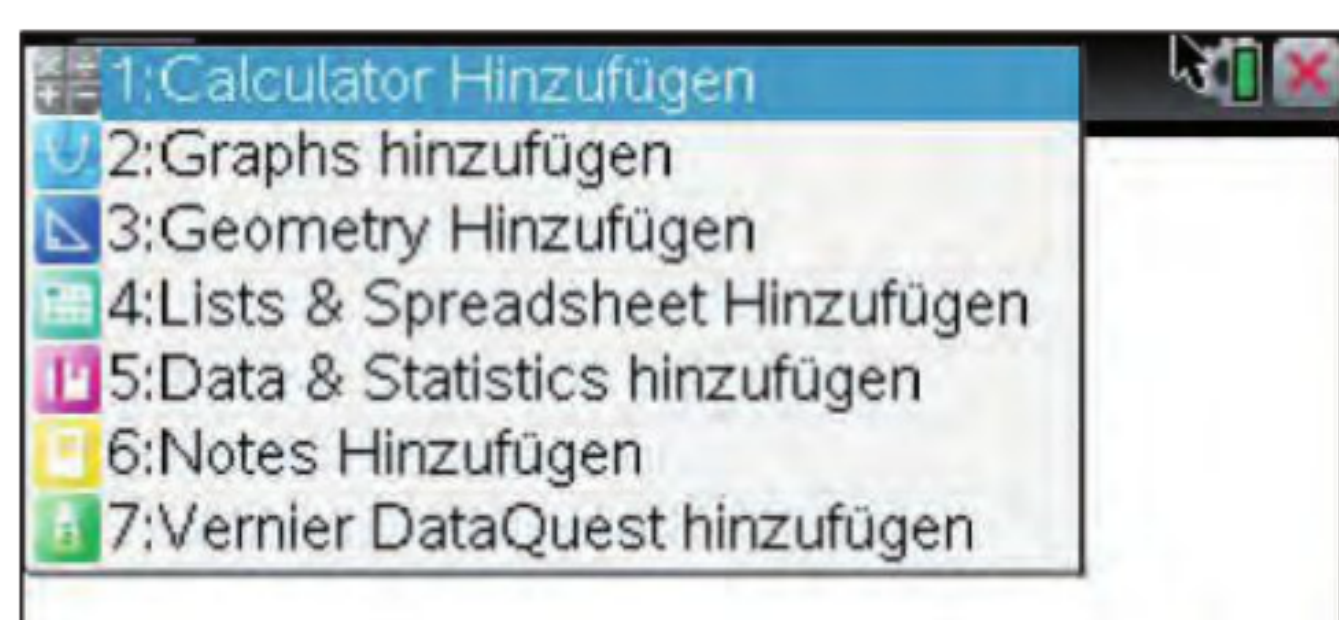 1:Calculator Hinzufügen
2:Graphs hinzufügen
3:Geometry Hinzufügen
4:Lists & Spreadsheet Hinzufügen
5:Data & Statistics hinzufügen
6:Notes Hinzufügen
7:Vernier DataQuest hinzufügen